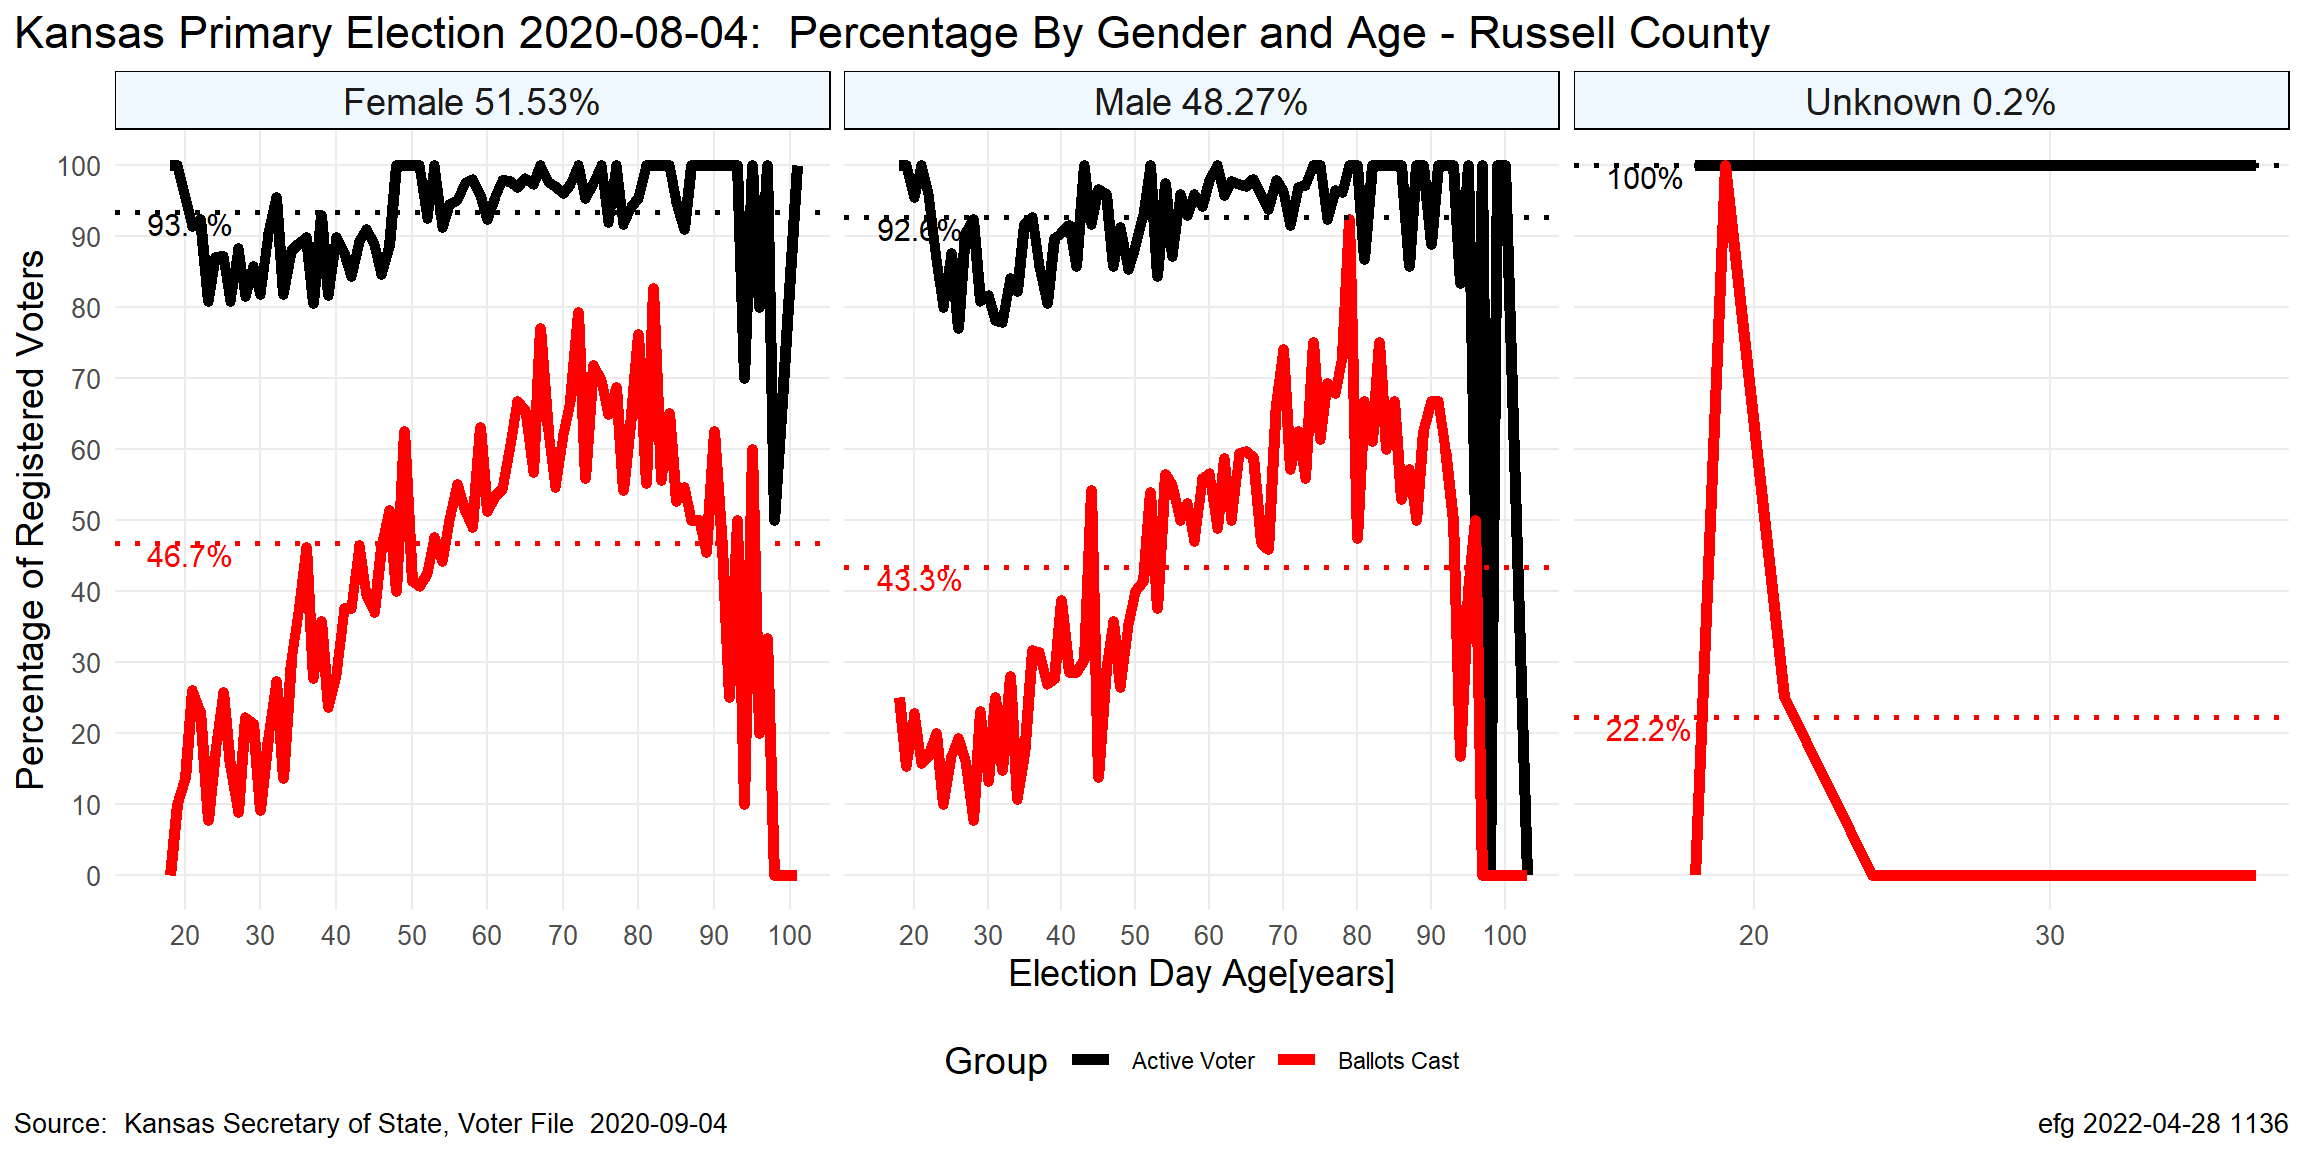 Kansas Primary Election 2020-08-04:  Percentage By Gender and Age - Russell County
Female 51.53%
Male 48.27%
Unknown 0.2%
Percentage of Registered Voters
100
90
80
70
60
50
40
30
20
10
0
46.7%
92.6%
43.3%
100%
22.2%
20 30 40 50 60 70 80 90 100
20 30 40 50 60 70 80 90 100
20 30
Election Day Age[years]
Group Active Voter Ballots Cast
Source:  Kansas Secretary of State, Voter File  2020-09-04
efg 2022-04-28 1136